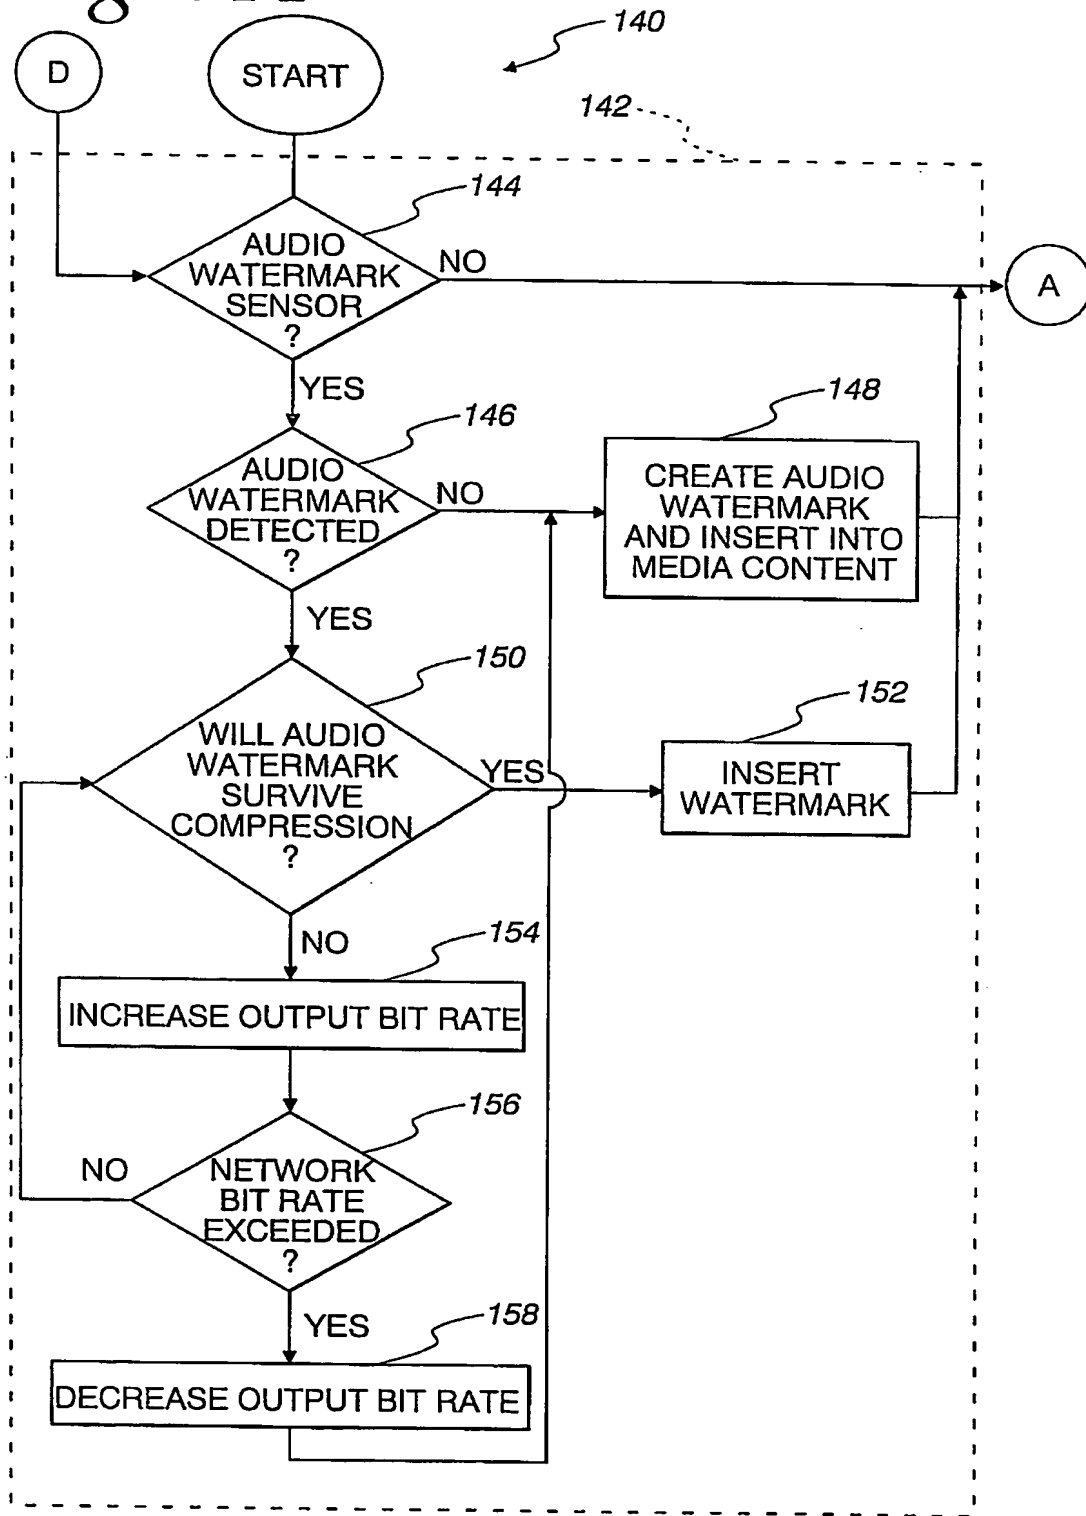 140
D
START
142
144
AUDIO
WATERMARK
SENSOR
?
NO
A
YES
146
148
AUDIO
WATERMARK
DETECTED
?
NO
CREATE AUDIO
WATERMARK
AND INSERT INTO
MEDIA CONTENT
YES
150
152
WILL AUDIO
WATERMARK
SURVIVE
COMPRESSION
?
YES
INSERT
WATERMARK
NO
154
INCREASE OUTPUT BIT RATE
156
NO
NETWORK
BIT RATE
EXCEEDED
?
YES
158
DECREASE OUTPUT BIT RATE